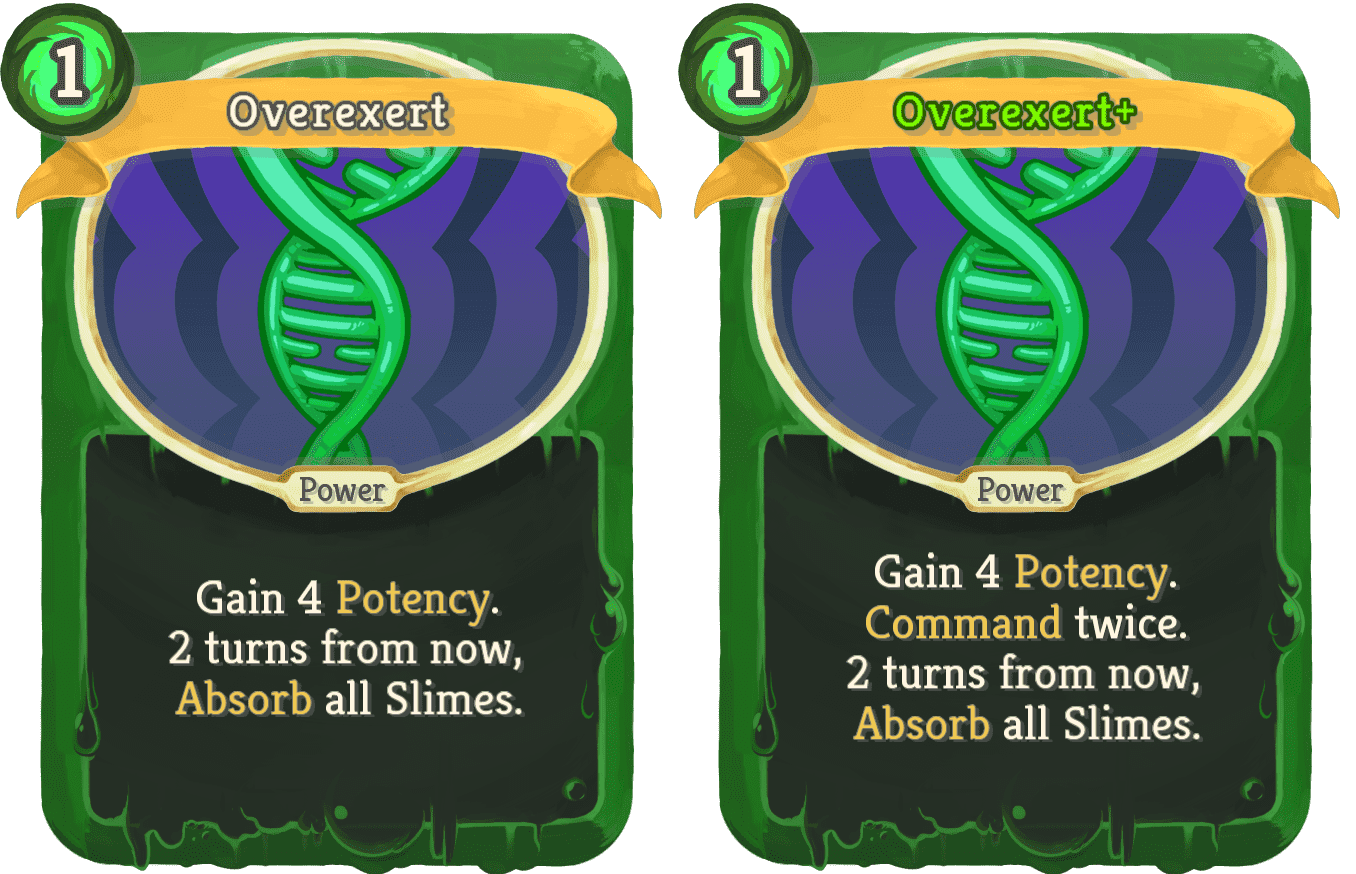 1
Overexert
Power
Gain 4 Potency.
2 turns from now,
Absorb all Slimes.
1
Overexert+
Power
Gain 4 Potency.
Command twice.
2 turns from now,
Absorb all Slimes.